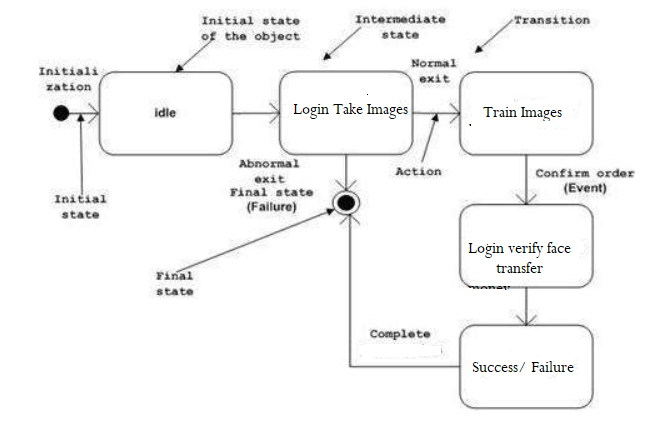 Initial state
of the object
Intermediate
state
Transition
Initiali
zation
Normal
exit
idle
Login Take Images
Train Images
Abnormal
exit
Final state
(Failure)
Action
Confirm order
(Event)
Initial
state
Login verify face
transfer
money
Final
state
Complete
Success/ Failure